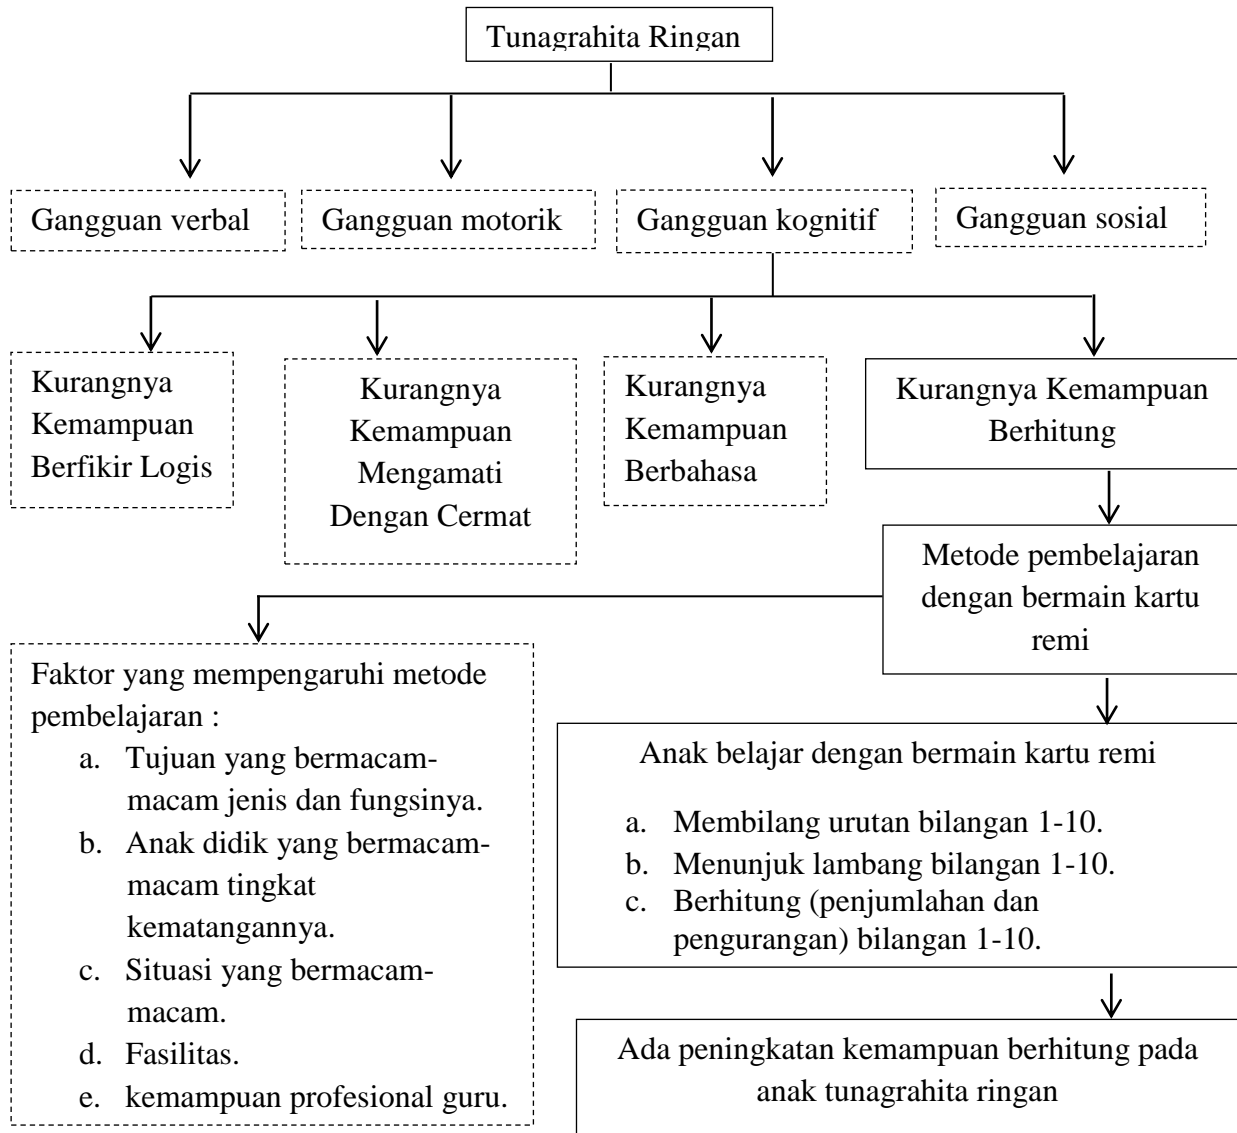 Tunagrahita Ringan
Gangguan verbal
Gangguan motorik
Gangguan kognitif
Gangguan sosial
Kurangnya
Kemampuan
Berfikir Logis
Kurangnya
Kemampuan
Mengamati
Dengan Cermat
Kurangnya
Kemampuan
Berbahasa
Kurangnya Kemampuan
Berhitung
Metode pembelajaran
dengan bermain kartu
remi
Faktor yang mempengaruhi metode
pembelajaran :
a. Tujuan yang bermacam-
macam jenis dan fungsinya.
b. Anak didik yang bermacam-
macam tingkat
kematangannya.
c. Situasi yang bermacam-
macam.
d. Fasilitas.
e. kemampuan profesional guru.
Anak belajar dengan bermain kartu remi
a. Membilang urutan bilangan 1-10.
b. Menunjuk lambang bilangan 1-10.
c. Berhitung (penjumlahan dan
pengurangan) bilangan 1-10.
Ada peningkatan kemampuan berhitung pada
anak tunagrahita ringan